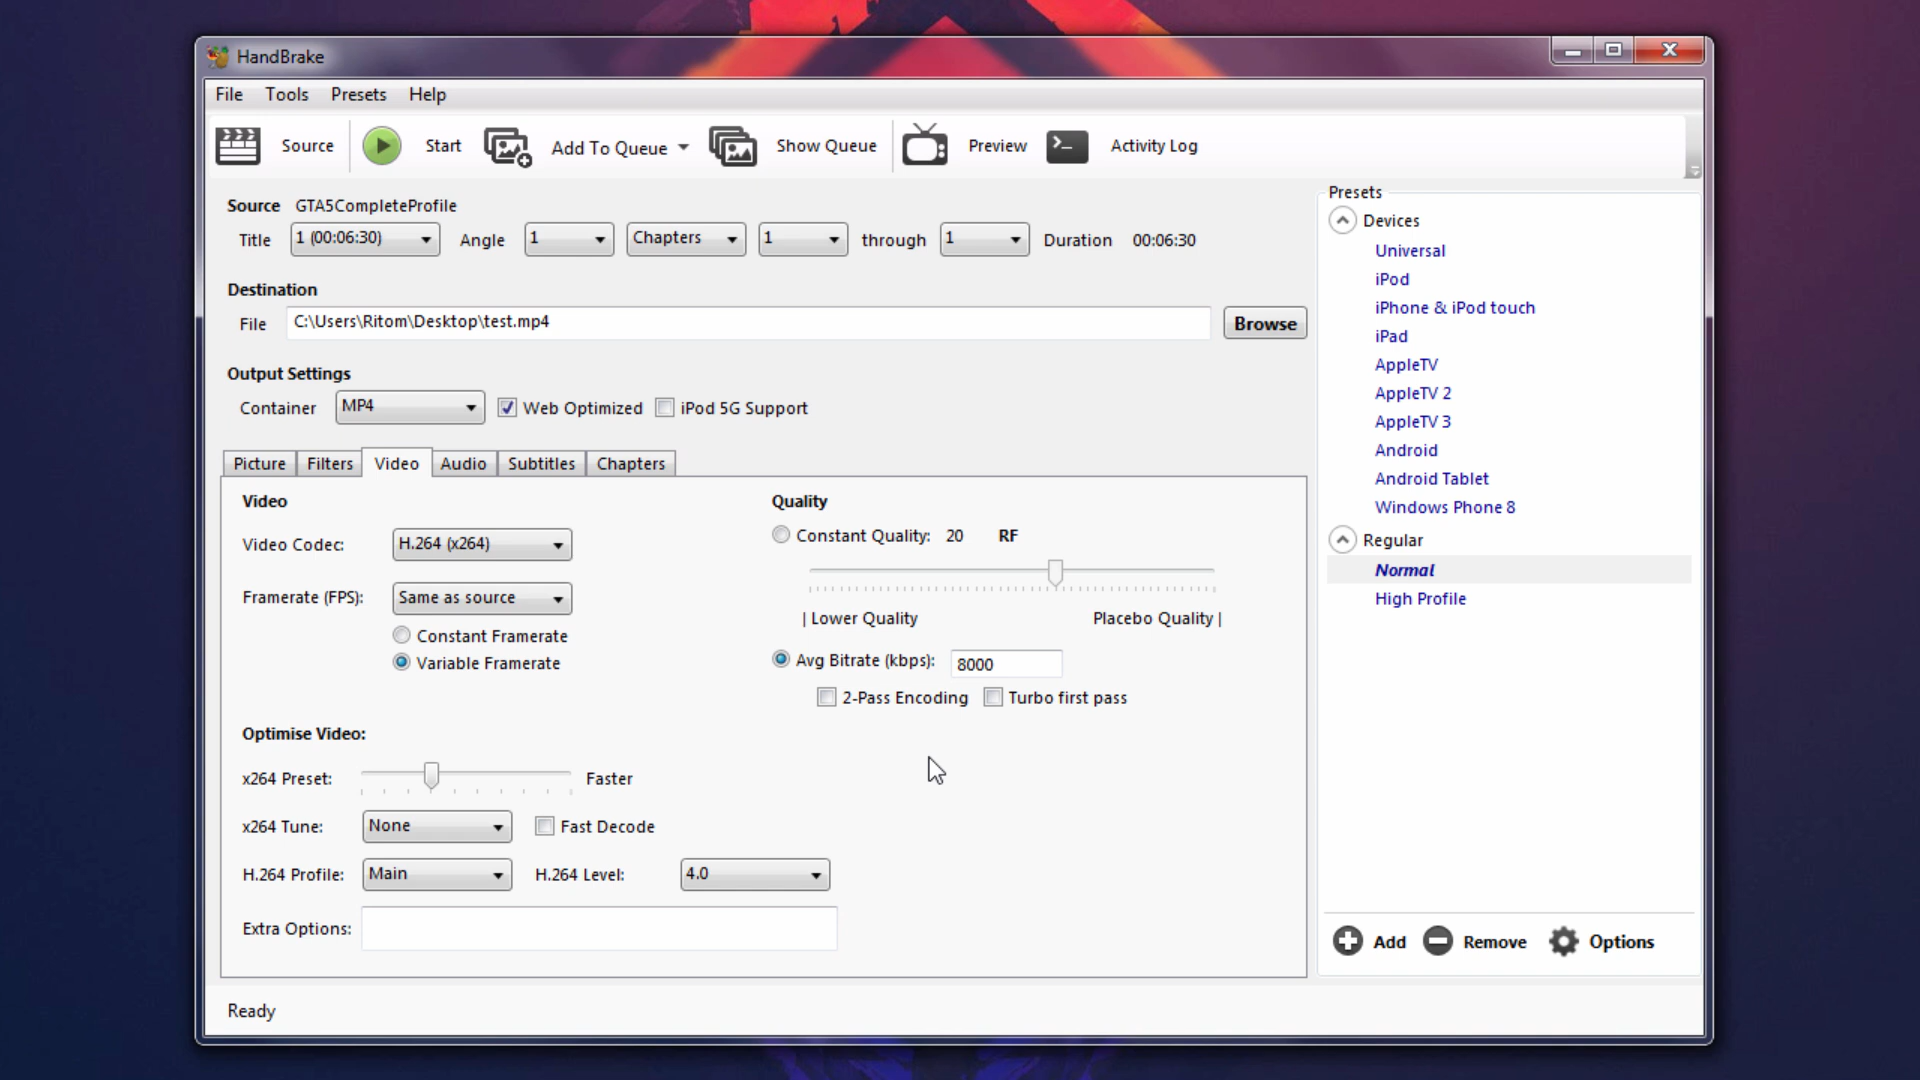 HandBrake
File Tools Presets Help
Source Start Add To Queue Show Queue Preview Activity Log
Source GTA5CompleteProfile
Title 1 (00:06:30) Angle 1 Chapters 1 through 1 Duration 00:06:30
Destination
File C:\Users\Ritom\Desktop\test.mp4 Browse
Output Settings
Container MP4 Web Optimized iPod 5G Support
Picture Filters Video Audio Subtitles Chapters
Video
Video Codec: H.264 (x264)
Framerate (FPS): Same as source
Constant Framerate
Variable Framerate
Quality
Constant Quality: 20 RF
| Lower Quality Placebo Quality |
Avg Bitrate (kbps): 8000
2-Pass Encoding Turbo first pass
Optimise Video:
x264 Preset: Faster
x264 Tune: None Fast Decode
H.264 Profile: Main H.264 Level: 4.0
Extra Options:
Presets
Devices
Universal
iPod
iPhone & iPod touch
iPad
AppleTV
AppleTV 2
AppleTV 3
Android
Android Tablet
Windows Phone 8
Regular
Normal
High Profile
Add Remove Options
Ready